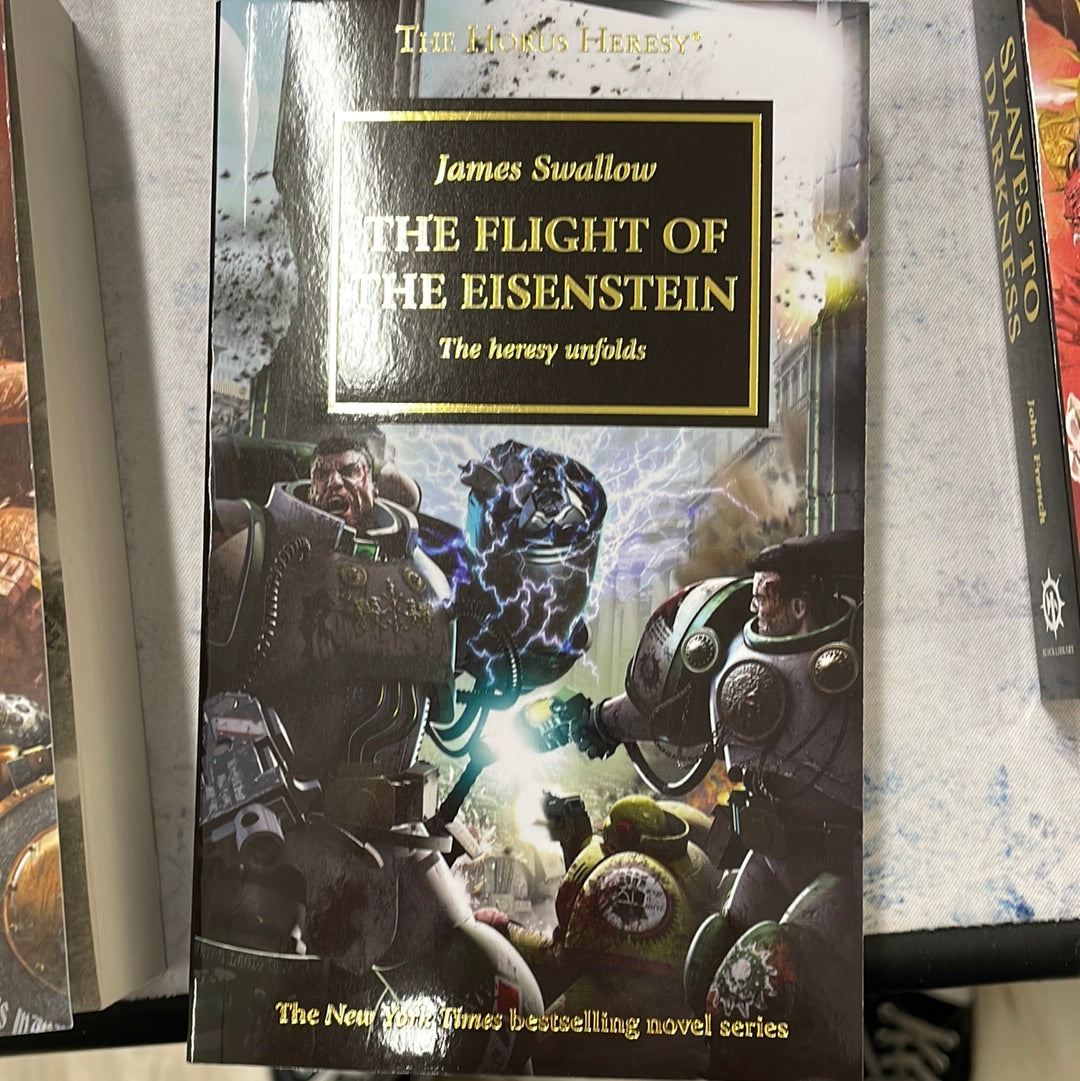 THE HORUS HERESY®
James Swallow
THE FLIGHT OF
THE EISENSTEIN
The heresy unfolds
The New York Times bestselling novel series
SLAVES TO
DARKNESS
John French
BLACK LIBRARY